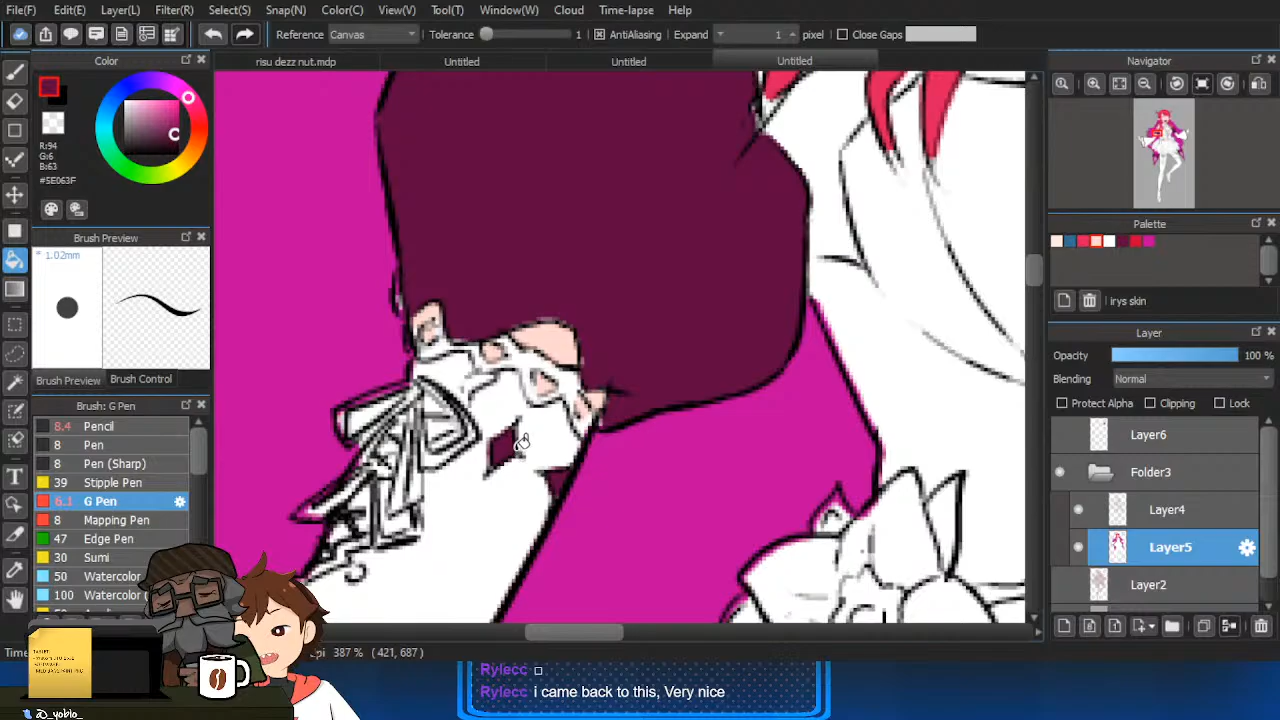 File(F) Edit(E) Layer(L) Filter(R) Select(S) Snap(N) Color(C) View(V) Tool(T) Window(W) Cloud Time-lapse Help
Reference Canvas Tolerance 1 AntiAliasing Expand 1 pixel Close Gaps
Color
risu dezz nut.mdp Untitled Untitled Untitled
Navigator
R:94
G:6
B:63
#5E063F
Palette
Brush Preview
1.02mm
irys skin
Layer
Opacity 100 %
Blending Normal
Brush Preview Brush Control
Protect Alpha Clipping Lock
Brush: G Pen
8.4 Pencil
8 Pen
8 Pen (Sharp)
39 Stipple Pen
6.1 G Pen
8 Mapping Pen
47 Edge Pen
30 Sumi
50 Watercolor
100 Watercolor
Layer6
Folder3
Layer4
Layer5
Layer2
387 % (421, 687)
Rylecc
Rylecc i came back to this, Very nice